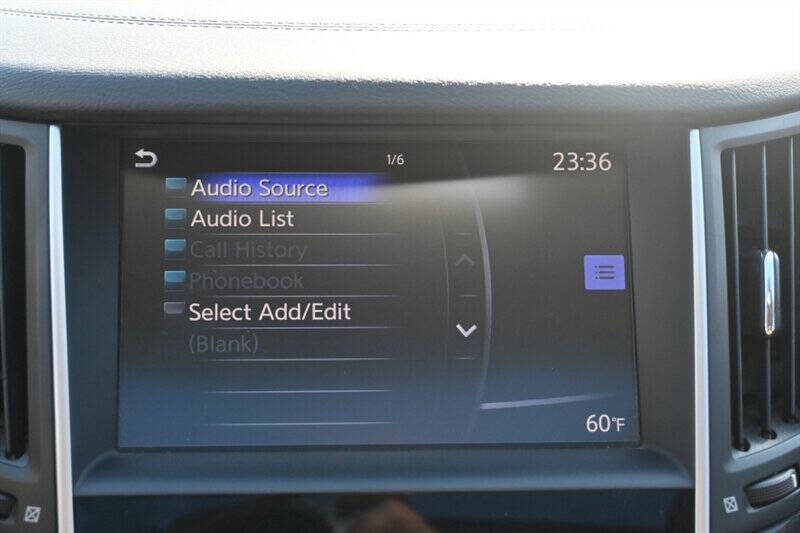 1/6
23:36
Audio Source
Audio List
Call History
Phonebook
Select Add/Edit
(Blank)
60°F